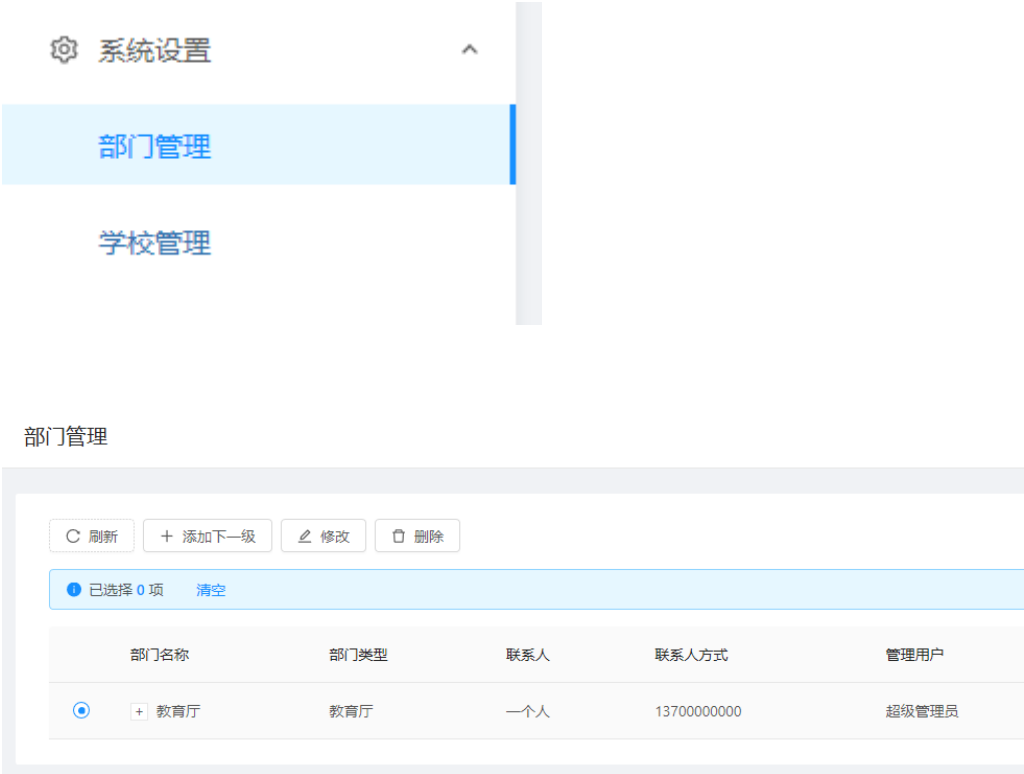 系统设置
部门管理
学校管理
部门管理
刷新 添加下一级 修改 删除
已选择 0 项 清空
部门名称 部门类型 联系人 联系人方式 管理用户
教育厅 教育厅 一个人 13700000000 超级管理员